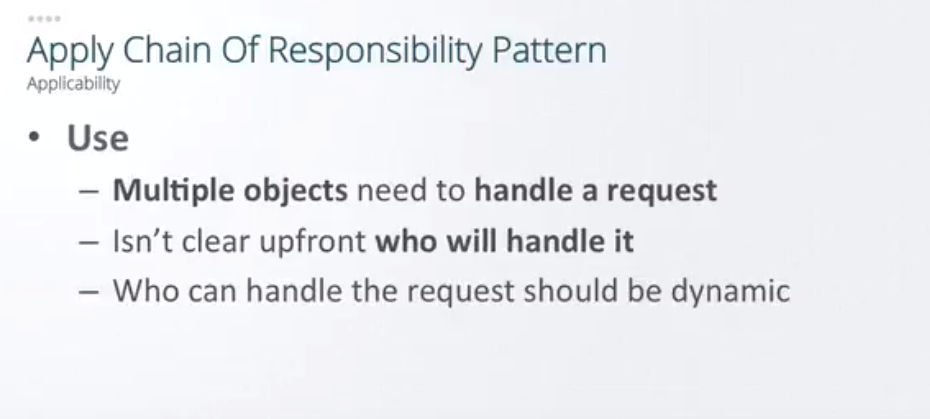 Apply Chain Of Responsibility Pattern
Applicability
• Use
– Multiple objects need to handle a request
– Isn’t clear upfront who will handle it
– Who can handle the request should be dynamic